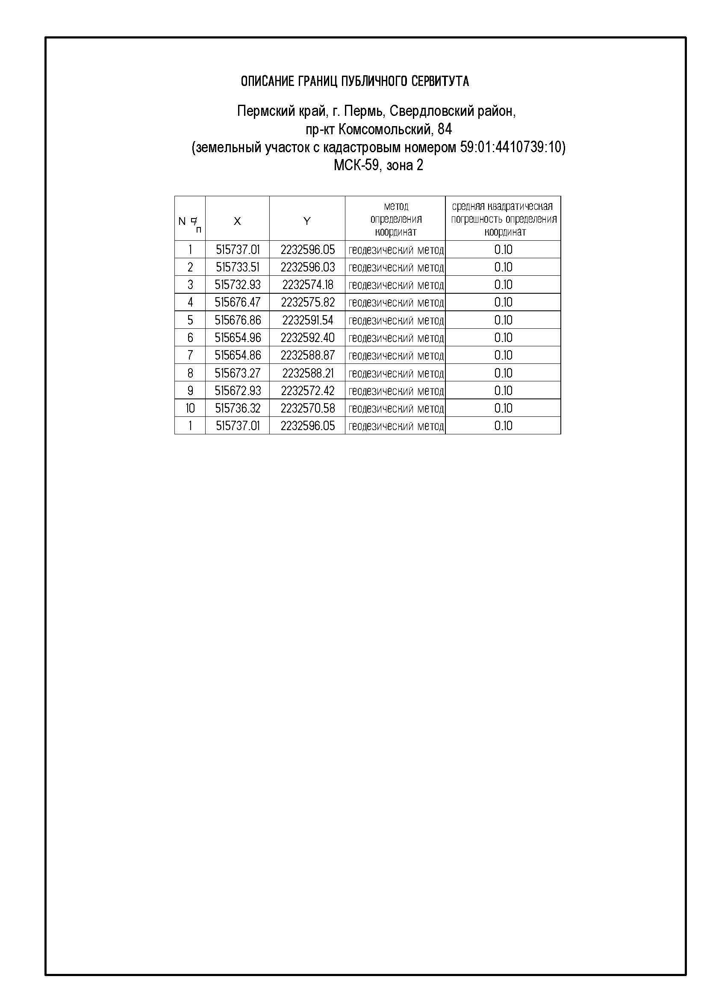 ОПИСАНИЕ ГРАНИЦ ПУБЛИЧНОГО СЕРВИТУТА
Пермский край, г. Пермь, Свердловский район,
пр-кт Комсомольский, 84
(земельный участок с кадастровым номером 59:01:4410739:10)
МСК-59, зона 2
N п/п X Y метод определения координат средняя квадратическая погрешность определения координат
1 515737.01 2232596.05 геодезический метод 0.10
2 515733.51 2232596.03 геодезический метод 0.10
3 515732.93 2232574.18 геодезический метод 0.10
4 515676.47 2232575.82 геодезический метод 0.10
5 515676.86 2232591.54 геодезический метод 0.10
6 515654.96 2232592.40 геодезический метод 0.10
7 515654.86 2232588.87 геодезический метод 0.10
8 515673.27 2232588.21 геодезический метод 0.10
9 515672.93 2232572.42 геодезический метод 0.10
10 515736.32 2232570.58 геодезический метод 0.10
1 515737.01 2232596.05 геодезический метод 0.10